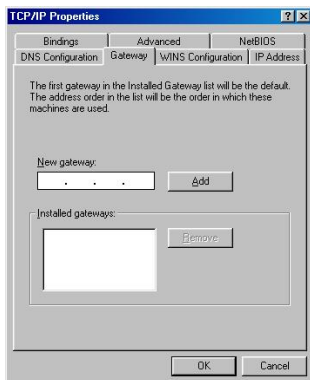 TCP/IP Properties
Bindings Advanced NetBIOS
DNS Configuration Gateway WINS Configuration IP Address
The first gateway in the Installed Gateway list will be the default.
The address order in the list will be the order in which these
machines are used.
New gateway:
. . . Add
Installed gateways:
Remove
OK Cancel